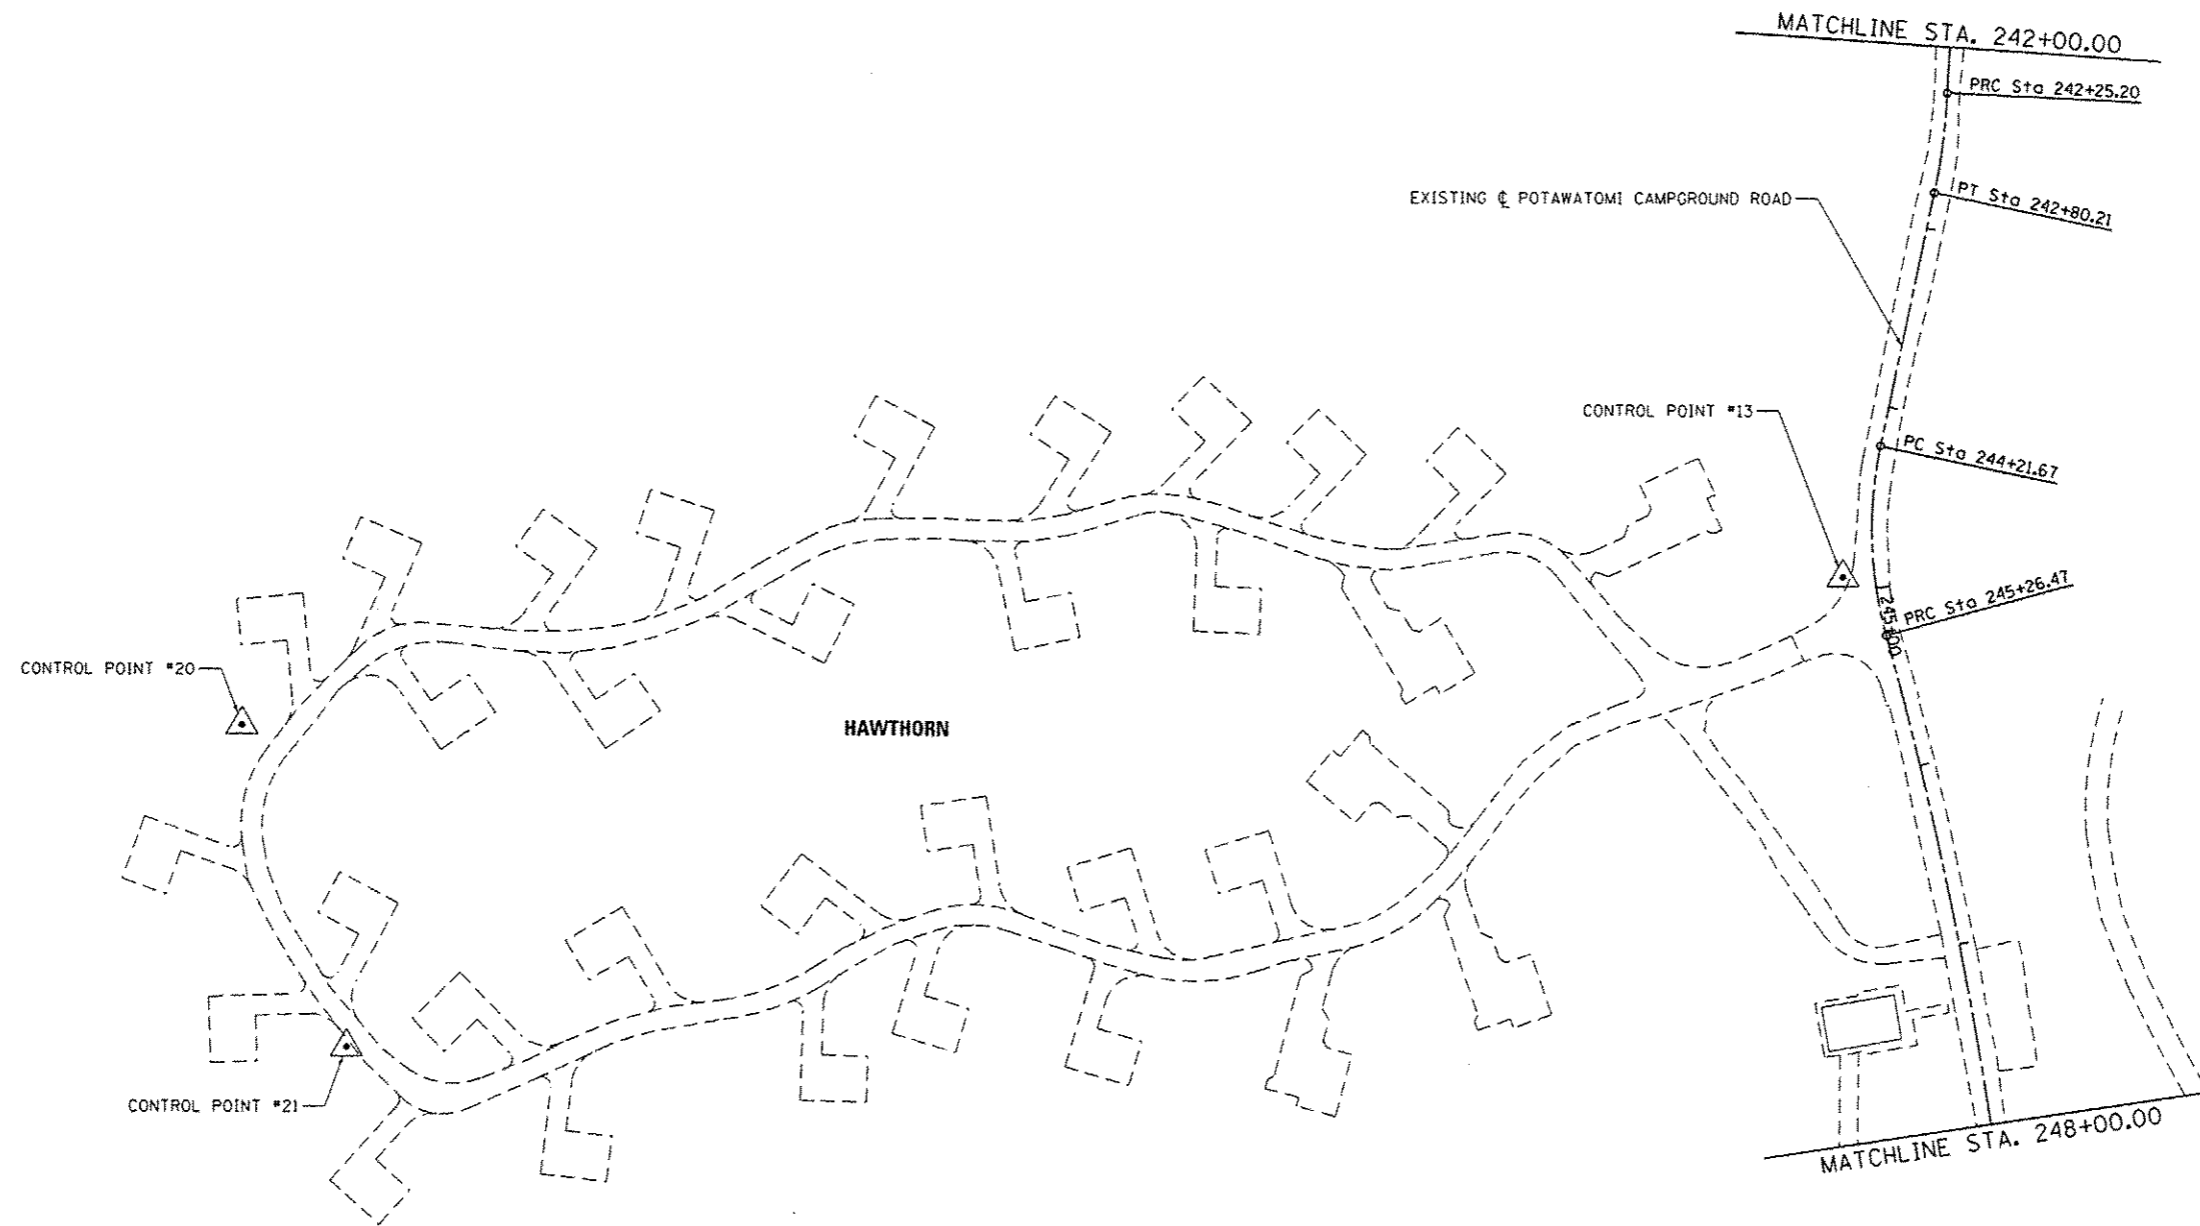 MATCHLINE STA. 242+00.00
PRC Sta 242+25.20
EXISTING ℄ POTAWATOMI CAMPGROUND ROAD
PT Sta 242+80.21
CONTROL POINT #13
PC Sta 244+21.67
245+00
PRC Sta 245+26.47
CONTROL POINT #20
HAWTHORN
CONTROL POINT #21
MATCHLINE STA. 248+00.00